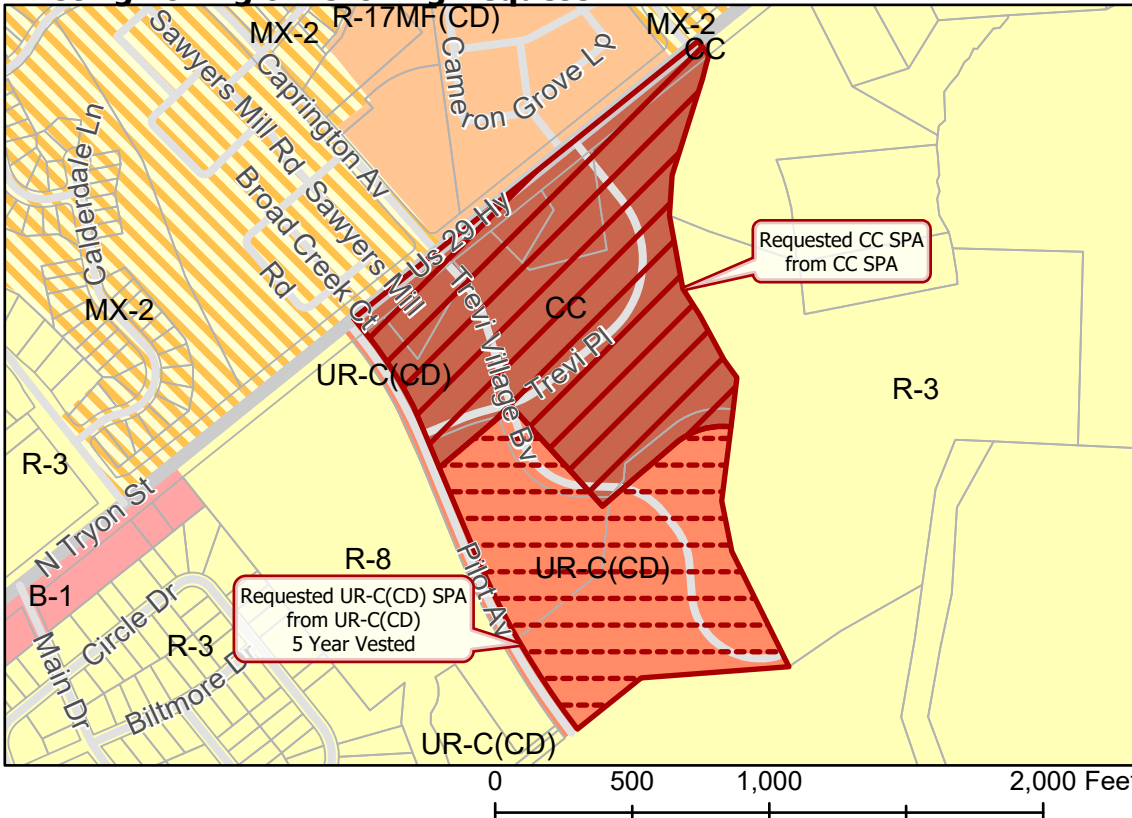 R-17MF(CD)
MX-2
MX-2
CC
Sawyers Mill Rd
Caprington Av
Cameron Grove Lp
Calperdale Ln
Broad Creek Ct
Sawyers Mill
Rd
Us 29 Hy
MX-2
UR-C(CD)
Trevi Village Bv
CC
Trevi Pl
Requested CC SPA
from CC SPA
R-3
R-3
N Tryon St
B-1
R-8
Pilot Av
UR-C(CD)
Requested UR-C(CD) SPA
from UR-C(CD)
5 Year Vested
Circle Dr
R-3
Main Dr
Biltmore Dr
UR-C(CD)
0 500 1,000 2,000 Feet